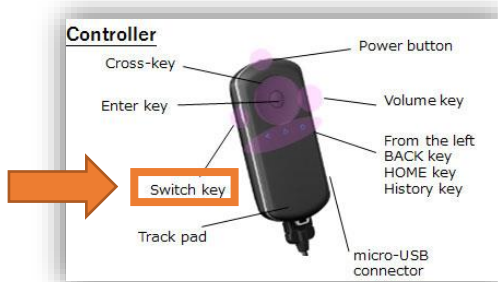 Controller
Power button
Cross-key
Enter key
Volume key
From the left
BACK key
HOME key
History key
Switch key
Track pad
micro-USB
connector